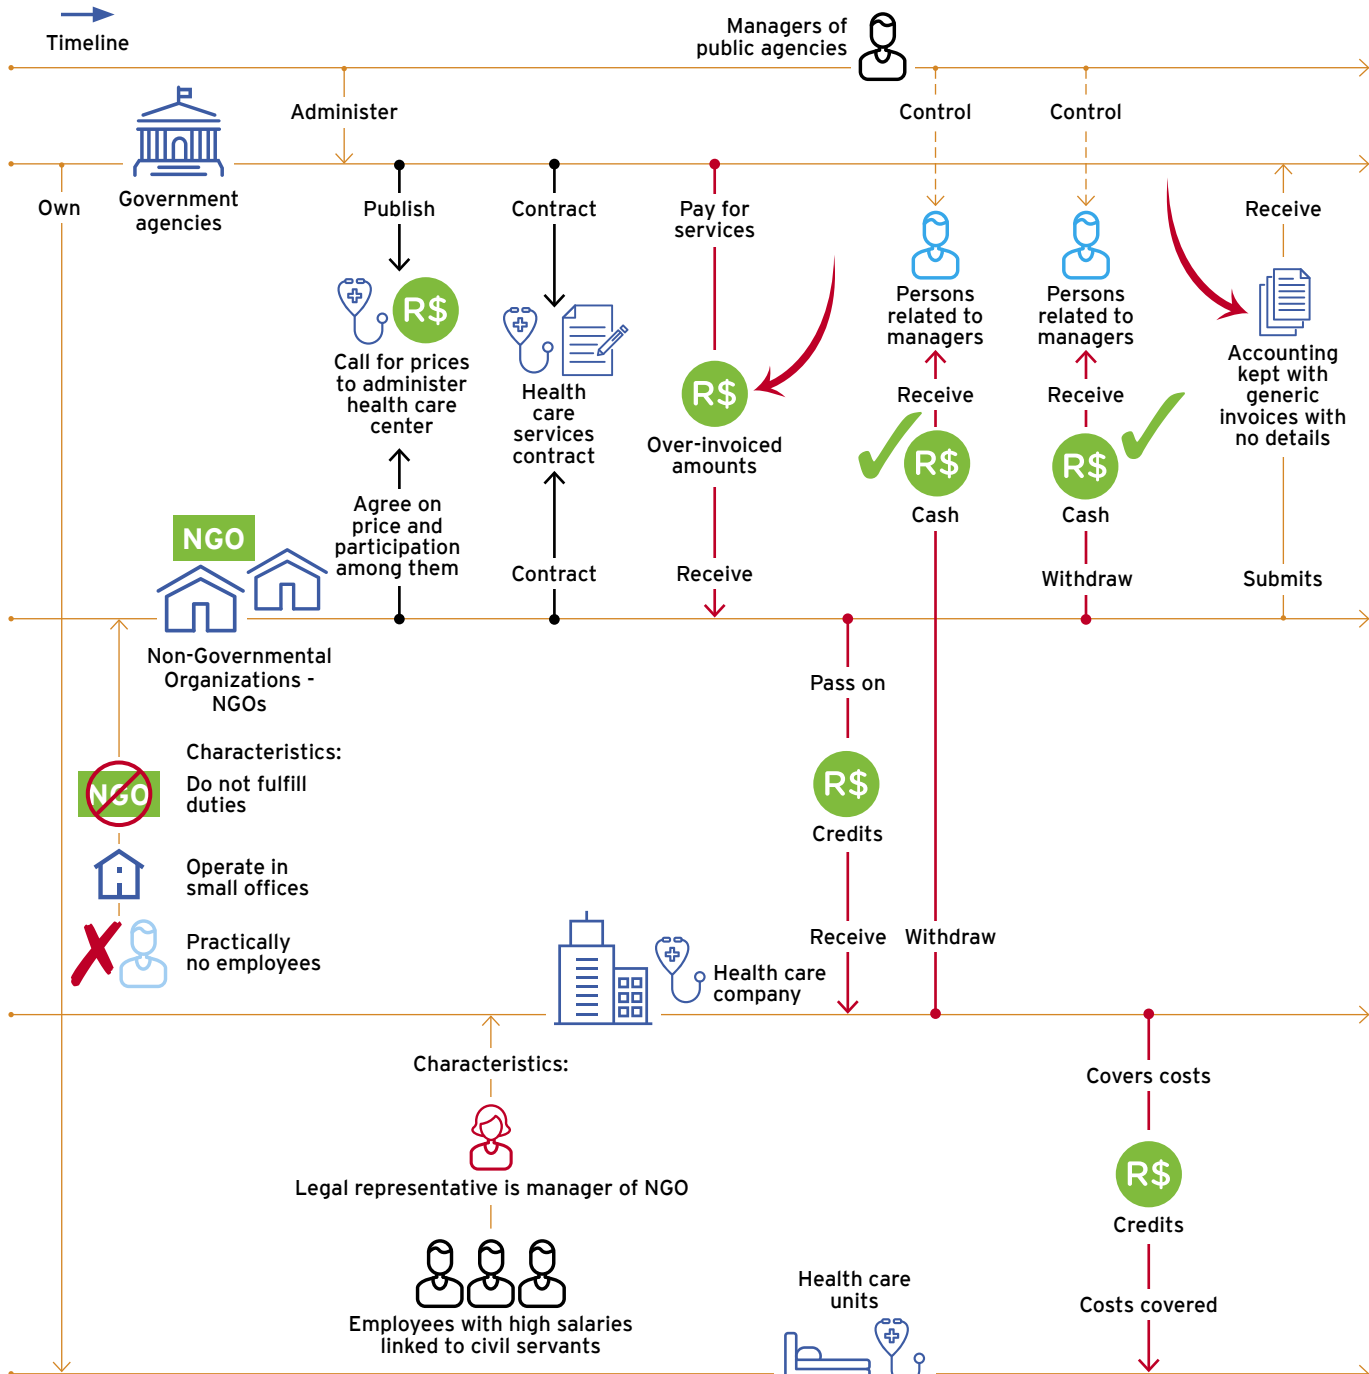 Timeline
Managers of
public agencies
Administer
Control
Control
Own
Government
agencies
Publish
Contract
Pay for
services
Receive
R$
Call for prices
to administer
health care
center
Health
care
services
contract
R$
Over-invoiced
amounts
Persons
related to
managers
Receive
R$
Cash
Persons
related to
managers
Receive
R$
Cash
Accounting
kept with
generic
invoices with
no details
Agree on
price and
participation
among them
Contract
Receive
Withdraw
Submits
NGO
Non-Governmental
Organizations -
NGOs
Pass on
R$
Credits
Receive
Withdraw
Characteristics:
NGO
Do not fulfill
duties
Operate in
small offices
Practically
no employees
Health care
company
Characteristics:
Legal representative is manager of NGO
Employees with high salaries
linked to civil servants
Covers costs
R$
Credits
Costs covered
Health care
units